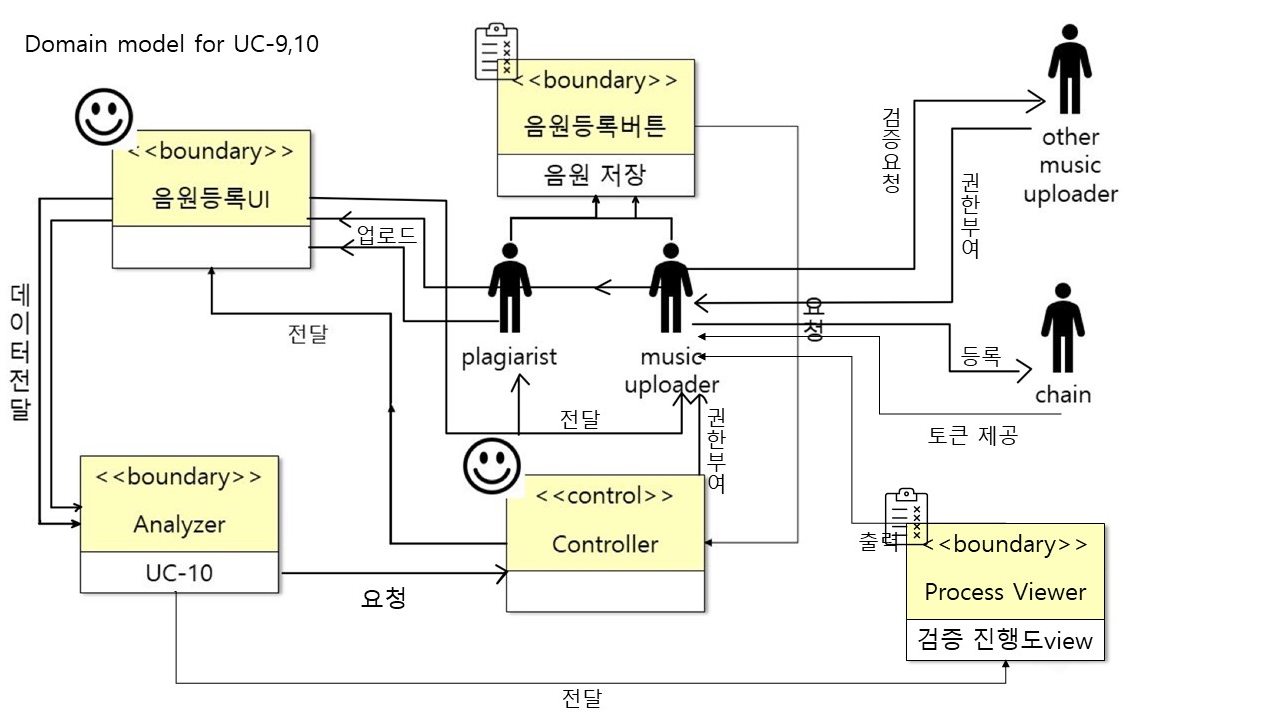 Domain model for UC-9,10
<<boundary>>
음원등록버튼
음원 저장
<<boundary>>
음원등록UI
other
music
uploader
검증요청
권한부여
업로드
데이터전달
전달
plagiarist
music
uploader
요청
등록
chain
토큰 제공
전달
권한부여
<<boundary>>
Analyzer
UC-10
요청
<<control>>
Controller
출력
<<boundary>>
Process Viewer
검증 진행도view
전달